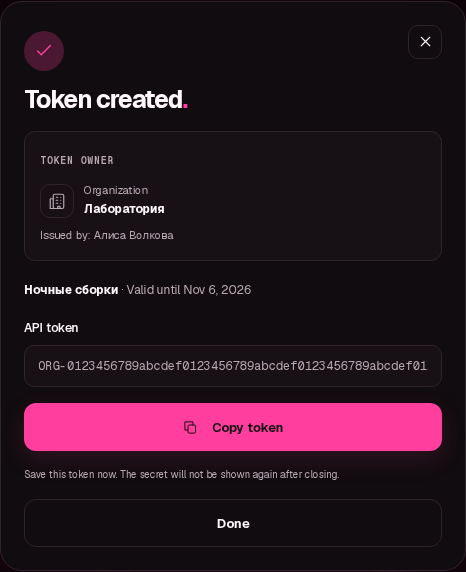 Token created.
TOKEN OWNER
Organization
Лаборатория
Issued by: Алиса Волкова
Ночные сборки · Valid until Nov 6, 2026
API token
ORG-0123456789abcdef0123456789abcdef0123456789abcdef01
Copy token
Save this token now. The secret will not be shown again after closing.
Done